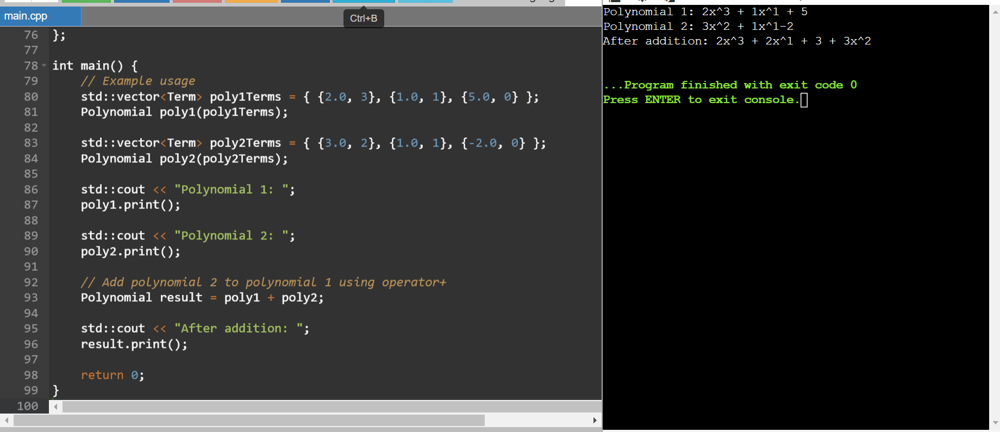 main.cpp
Ctrl+B
76 };
77
78 int main() {
79 // Example usage
80 std::vector<Term> poly1Terms = { {2.0, 3}, {1.0, 1}, {5.0, 0} };
81 Polynomial poly1(poly1Terms);
82
83 std::vector<Term> poly2Terms = { {3.0, 2}, {1.0, 1}, {-2.0, 0} };
84 Polynomial poly2(poly2Terms);
85
86 std::cout << "Polynomial 1: ";
87 poly1.print();
88
89 std::cout << "Polynomial 2: ";
90 poly2.print();
91
92 // Add polynomial 2 to polynomial 1 using operator+
93 Polynomial result = poly1 + poly2;
94
95 std::cout << "After addition: ";
96 result.print();
97
98 return 0;
99 }
100
Polynomial 1: 2x^3 + 1x^1 + 5
Polynomial 2: 3x^2 + 1x^1-2
After addition: 2x^3 + 2x^1 + 3 + 3x^2
...Program finished with exit code 0
Press ENTER to exit console.